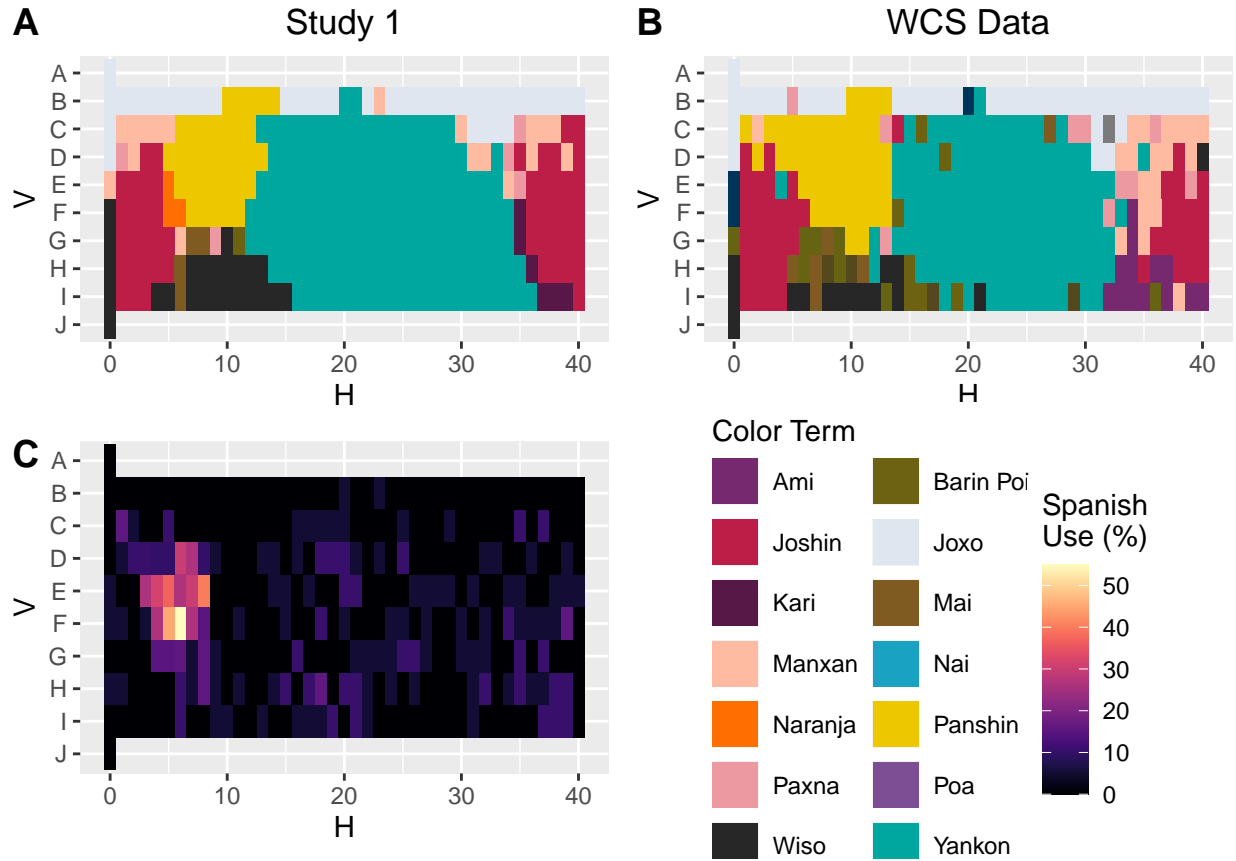 A
Study 1
V
A
B
C
D
E
F
G
H
I
J
0
10
20
30
40
H
B
WCS Data
V
A
B
C
D
E
F
G
H
I
J
0
10
20
30
40
H
C
V
A
B
C
D
E
F
G
H
I
J
0
10
20
30
40
H
Color Term
Ami
Joshin
Kari
Manxan
Naranja
Paxna
Wiso
Barin Poi
Joxo
Mai
Nai
Panshin
Poa
Yankon
Spanish
Use (%)
50
40
30
20
10
0